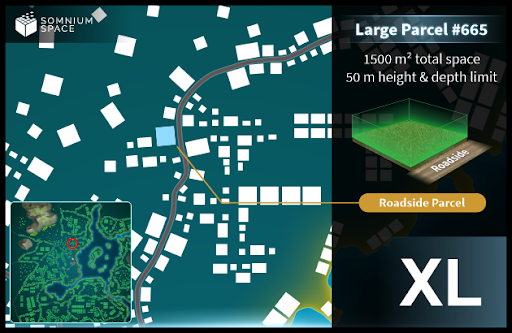 SOMNIUM
SPACE
Large Parcel #665
1500 m² total space
50 m height & depth limit
Roadside
Roadside Parcel
XL